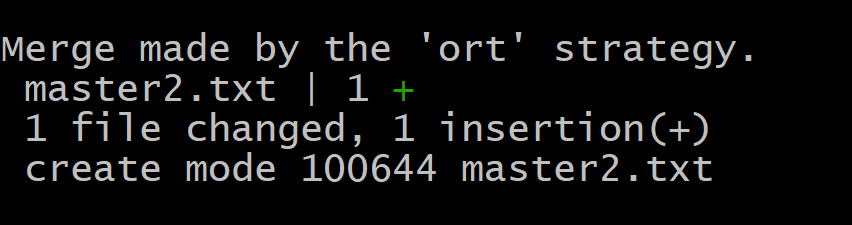 Merge made by the 'ort' strategy.
 master2.txt | 1 +
 1 file changed, 1 insertion(+)
 create mode 100644 master2.txt